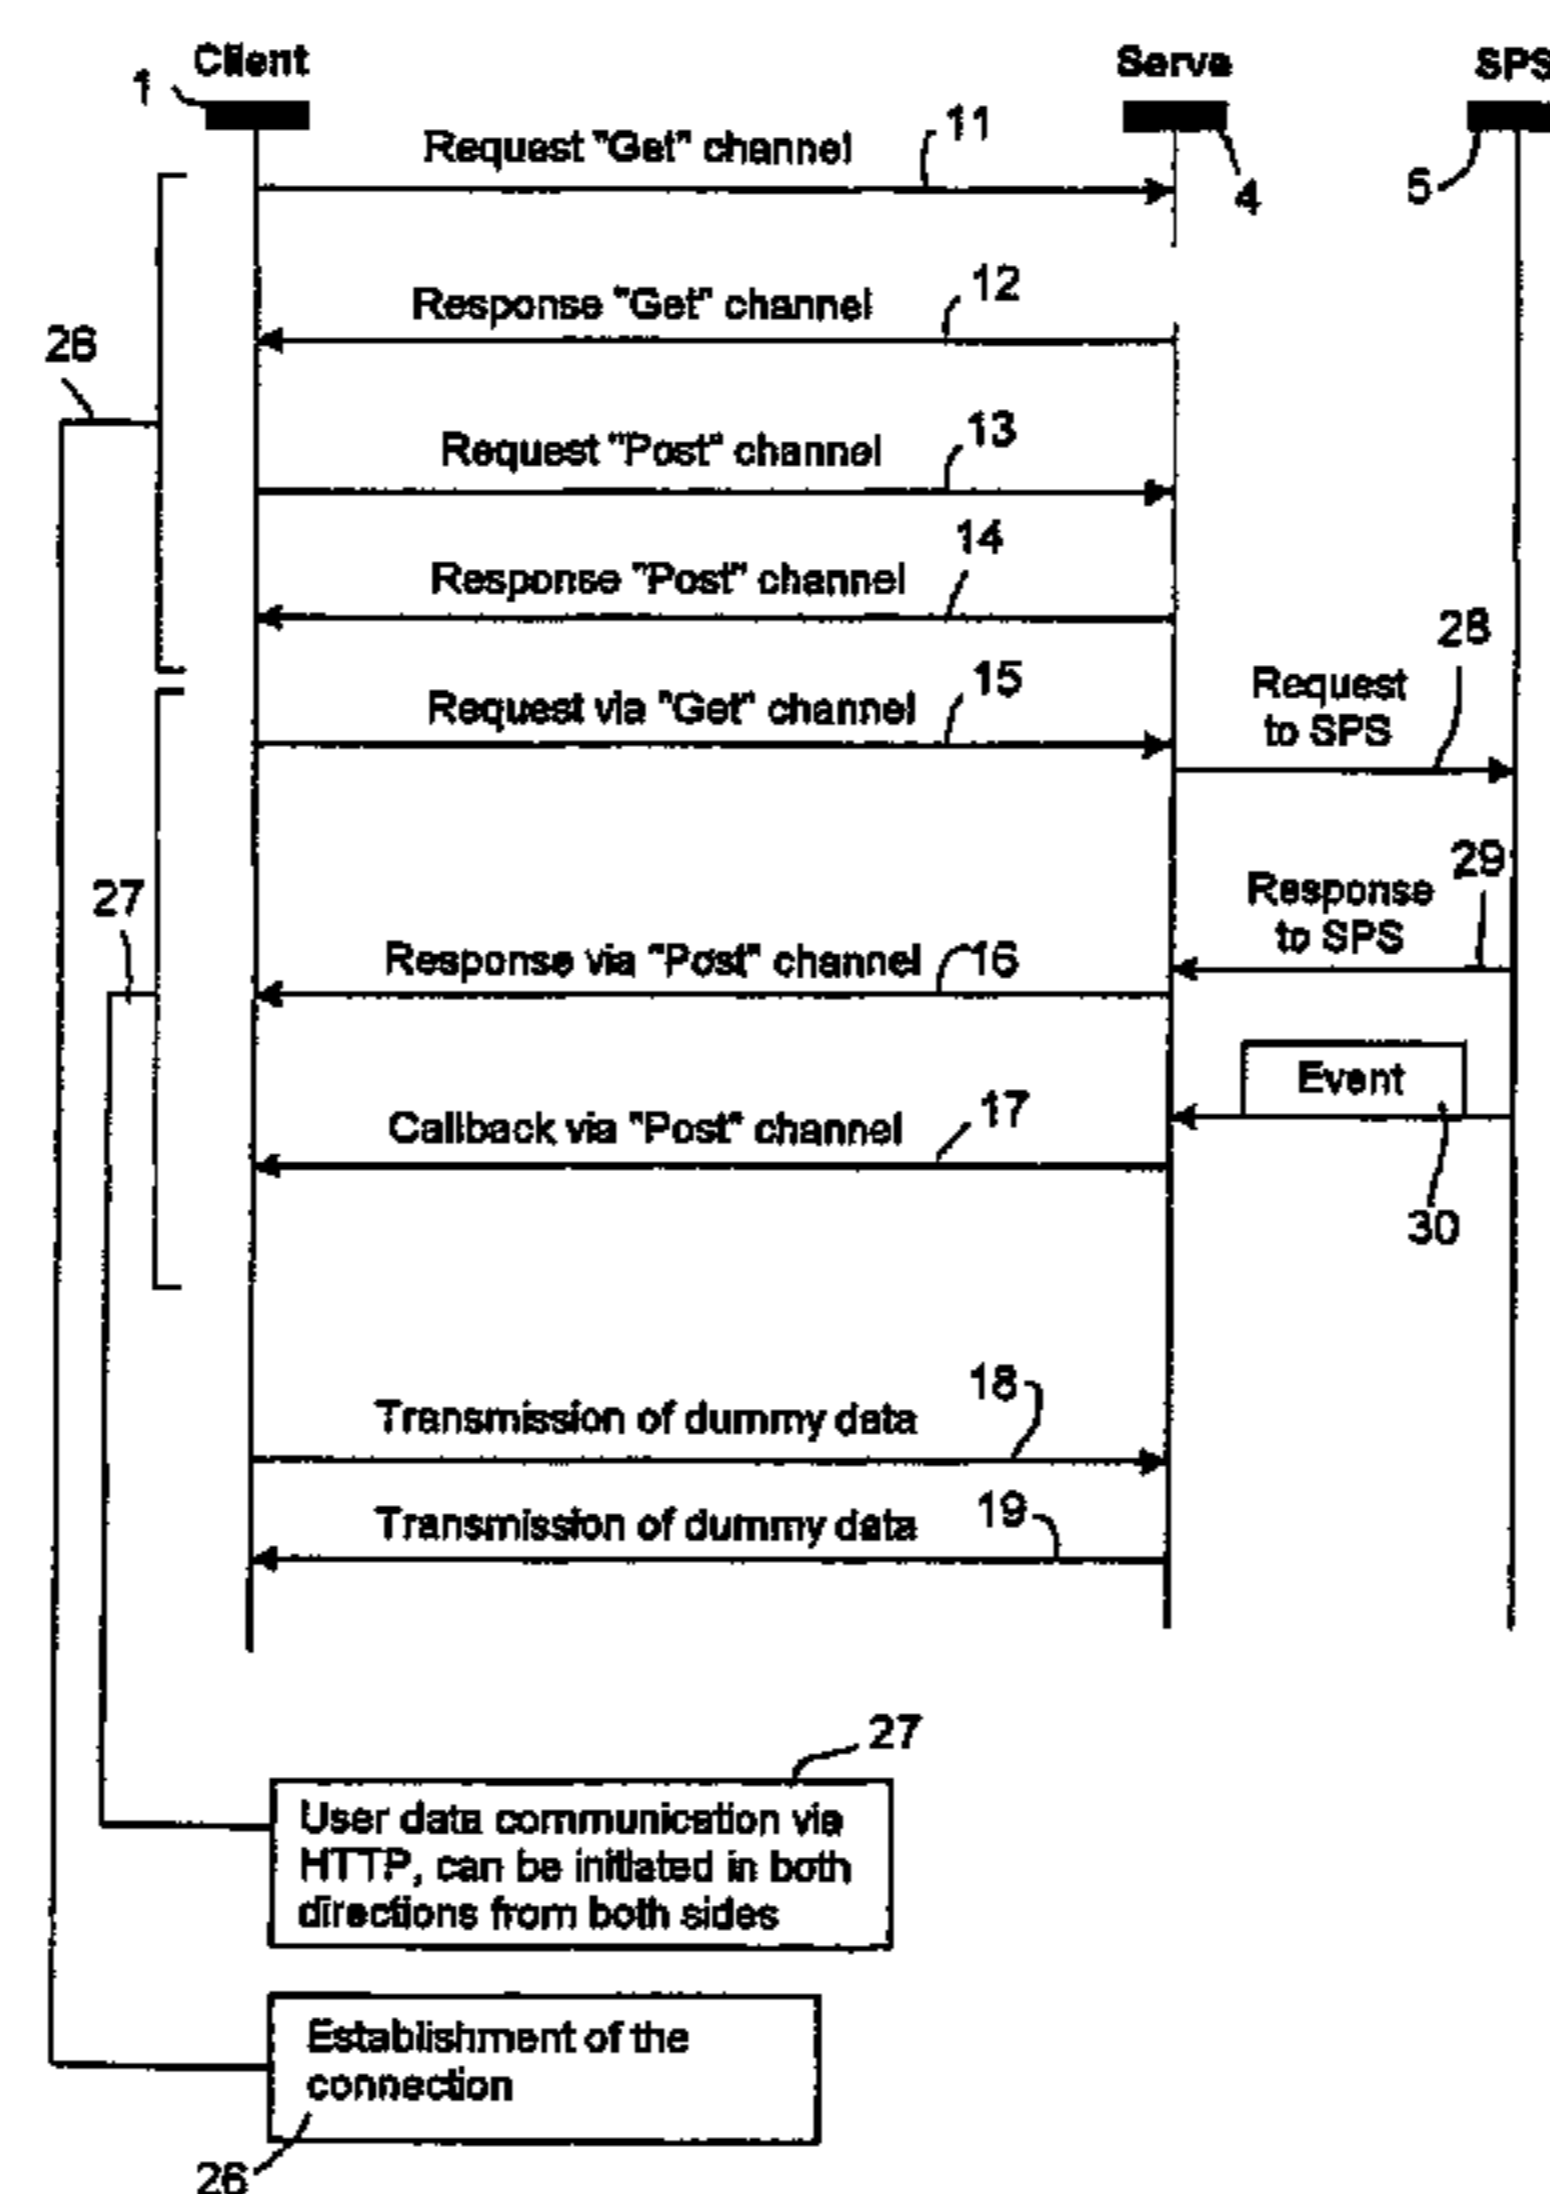 Client
Serve
SPS
1
4
5
Request "Get" channel
11
Response "Get" channel
12
26
Request "Post" channel
13
Response "Post" channel
14
Request via "Get" channel
15
Request
to SPS
28
27
Response
to SPS
29
Response via "Post" channel
16
Event
Callback via "Post" channel
17
30
Transmission of dummy data
18
Transmission of dummy data
19
27
User data communication via
HTTP, can be initiated in both
directions from both sides
Establishment of the
connection
26